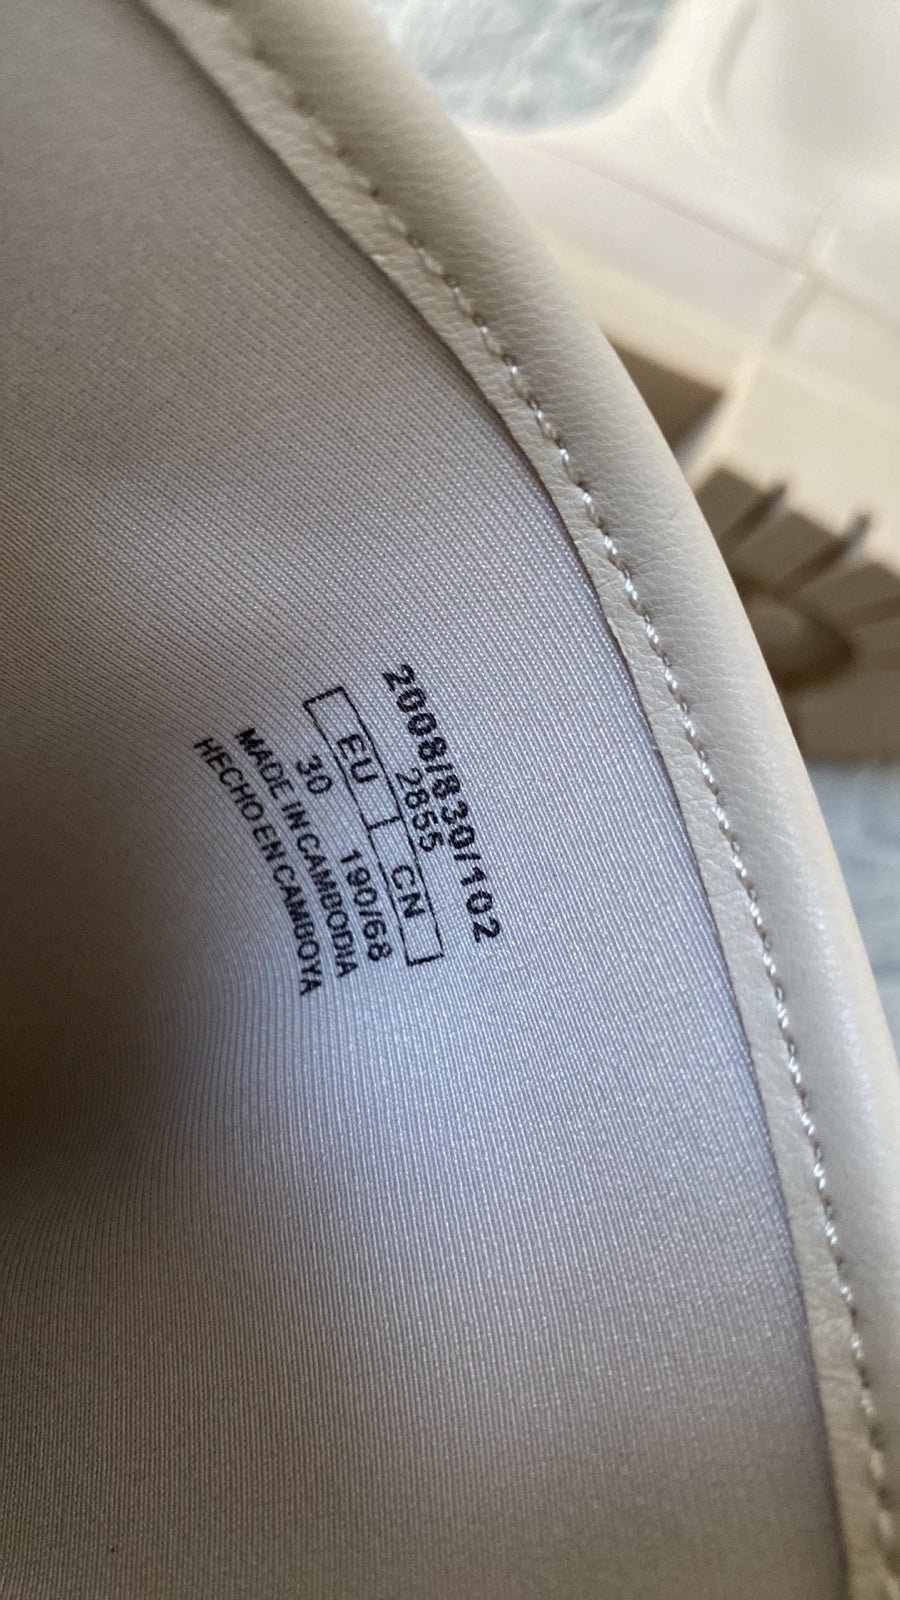 2008/830/102
2855
EU CN
30 190/68
MADE IN CAMBODIA
HECHO EN CAMBOYA